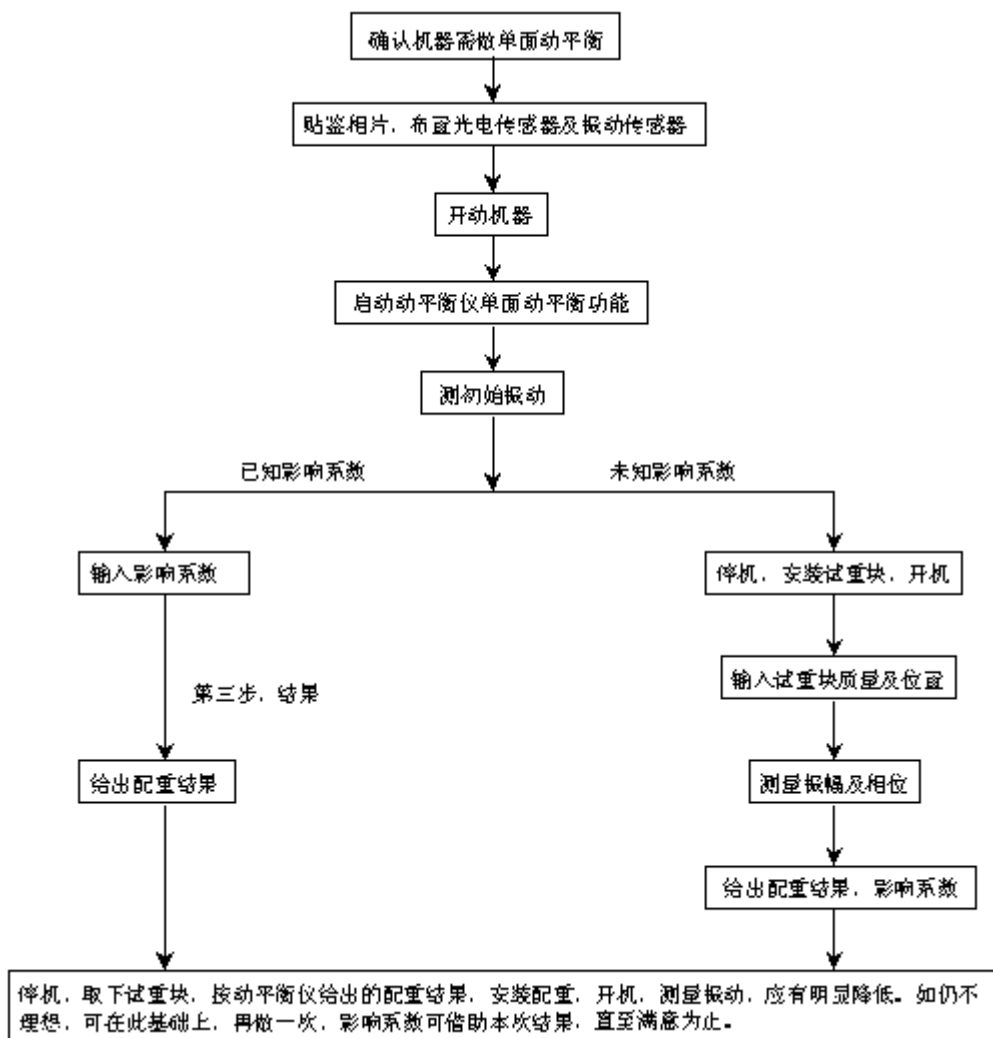 确认机器需做单面动平衡
贴鉴相片，布置光电传感器及振动传感器
开动机器
启动动平衡仪单面动平衡功能
测初始振动
已知影响系数
未知影响系数
输入影响系数
停机，安装试重块，开机
输入试重块质量及位置
第三步，结果
给出配重结果
测量振幅及相位
给出配重结果，影响系数
停机，取下试重块，按动平衡仪给出的配重结果，安装配重，开机，测量振动，应有明显降低。如仍不
理想，可在此基础上，再做一次，影响系数可借助本次结果，直至满意为止。